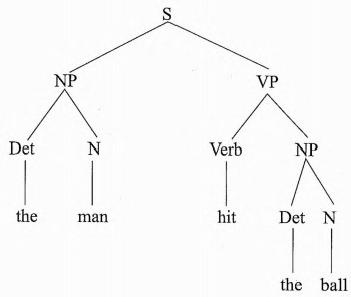 S
NP VP
Det N Verb NP
the man hit Det N
the ball